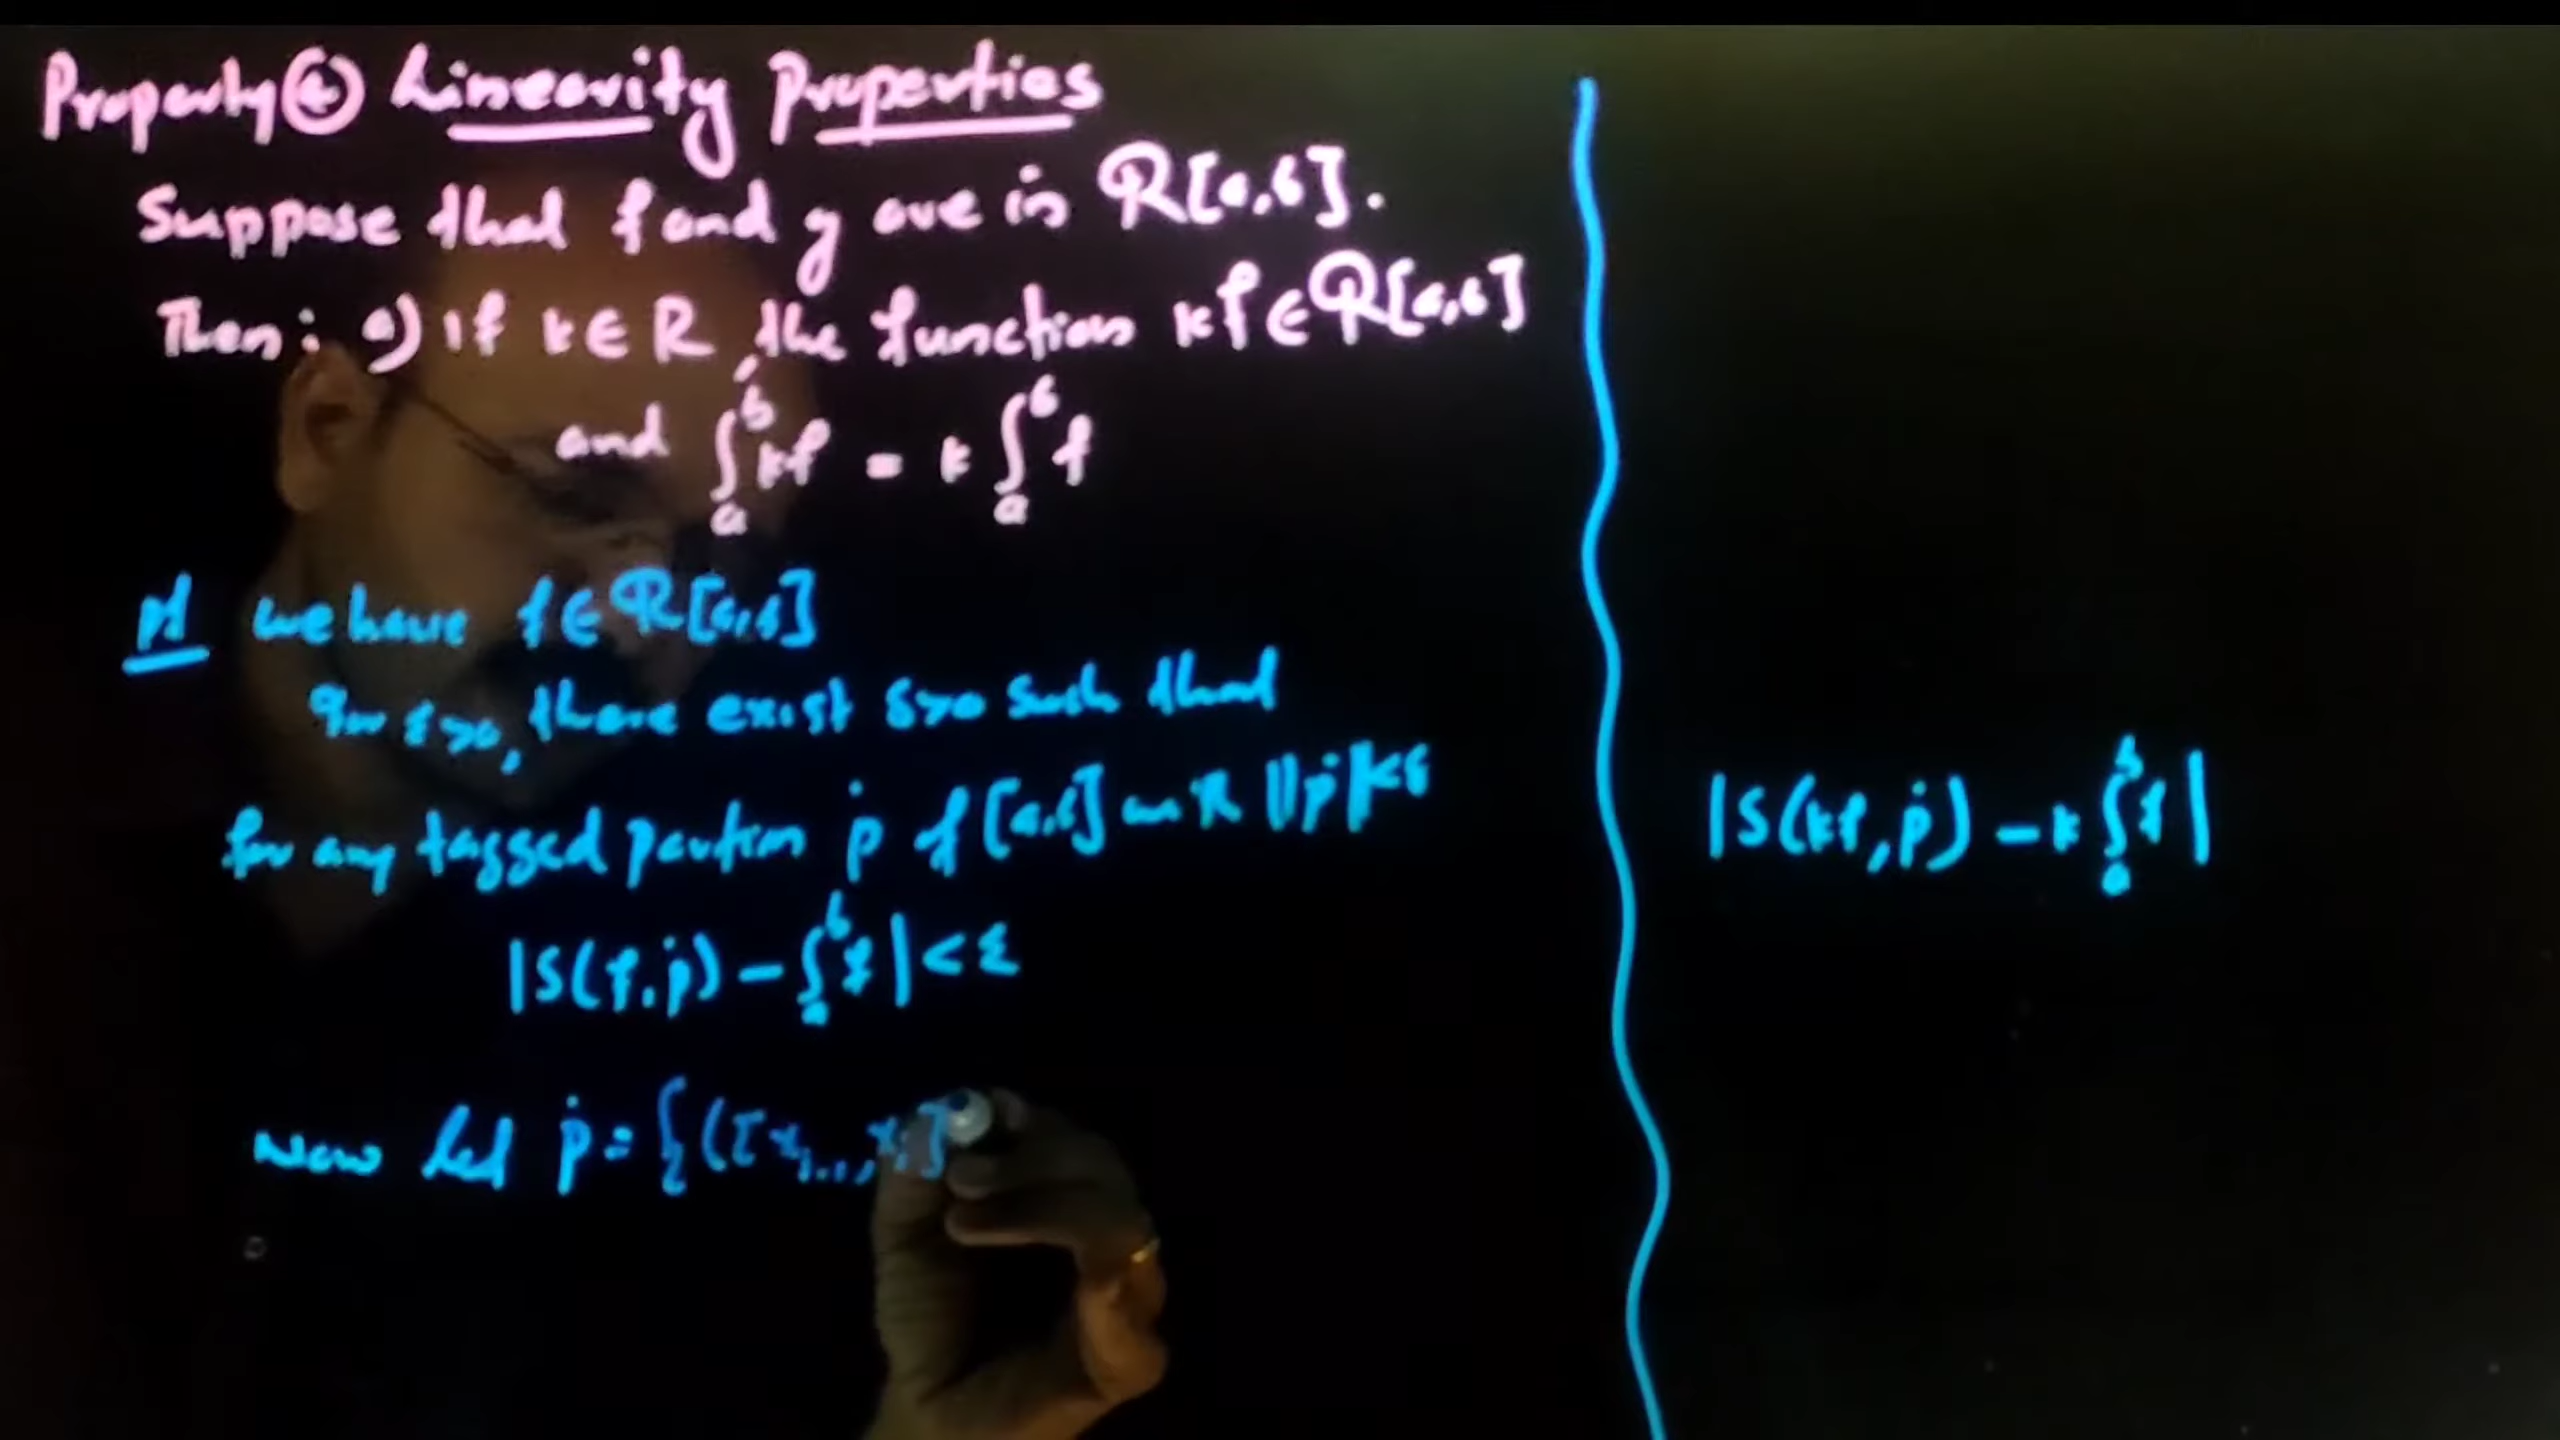 Property ④ Linearity Properties
Suppose that f and g are in R[a,b].
Then: a) If k ∈ R, the function kf ∈ R[a,b]
and ∫_a^b kf = k ∫_a^b f
pf we have f ∈ R[a,b]
For ε>0, there exist δ>0 such that
for any tagged partion ṗ of [a,b] ||ṗ||<δ
|S(f,ṗ) - ∫_a^b f| < ε
Now let ṗ = {([x_{i-1}, x_i]
|S(kf,ṗ) - k ∫_a^b f|